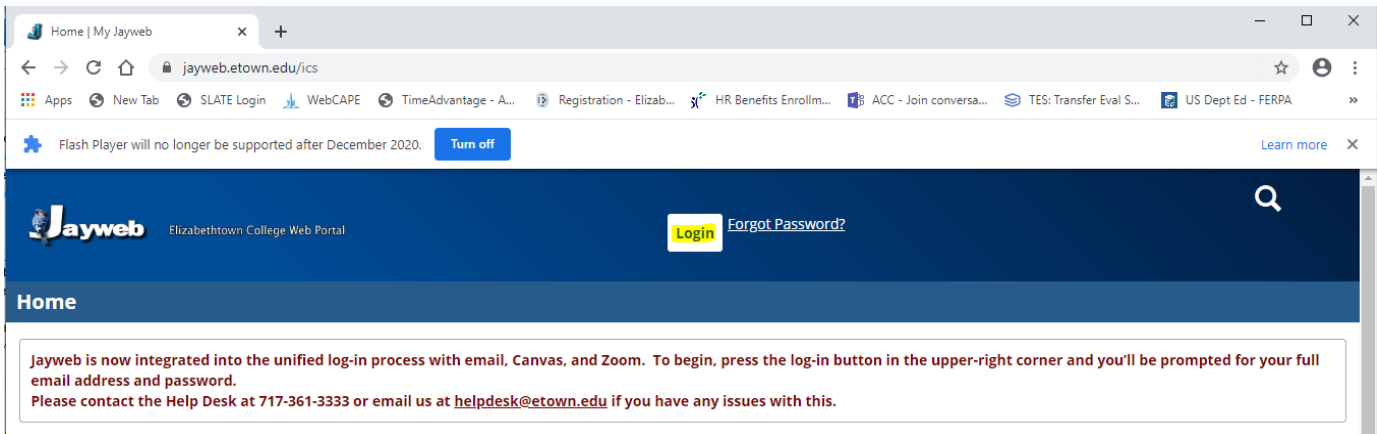 Home | My Jayweb
jayweb.etown.edu/ics
Apps New Tab SLATE Login WebCAPE TimeAdvantage - A... Registration - Elizab... HR Benefits Enrollm... ACC - Join conversa... TES: Transfer Eval S... US Dept Ed - FERPA »
Flash Player will no longer be supported after December 2020. Turn off Learn more
Jayweb Elizabethtown College Web Portal Login Forgot Password?
Home
Jayweb is now integrated into the unified log-in process with email, Canvas, and Zoom. To begin, press the log-in button in the upper-right corner and you'll be prompted for your full
email address and password.
Please contact the Help Desk at 717-361-3333 or email us at helpdesk@etown.edu if you have any issues with this.